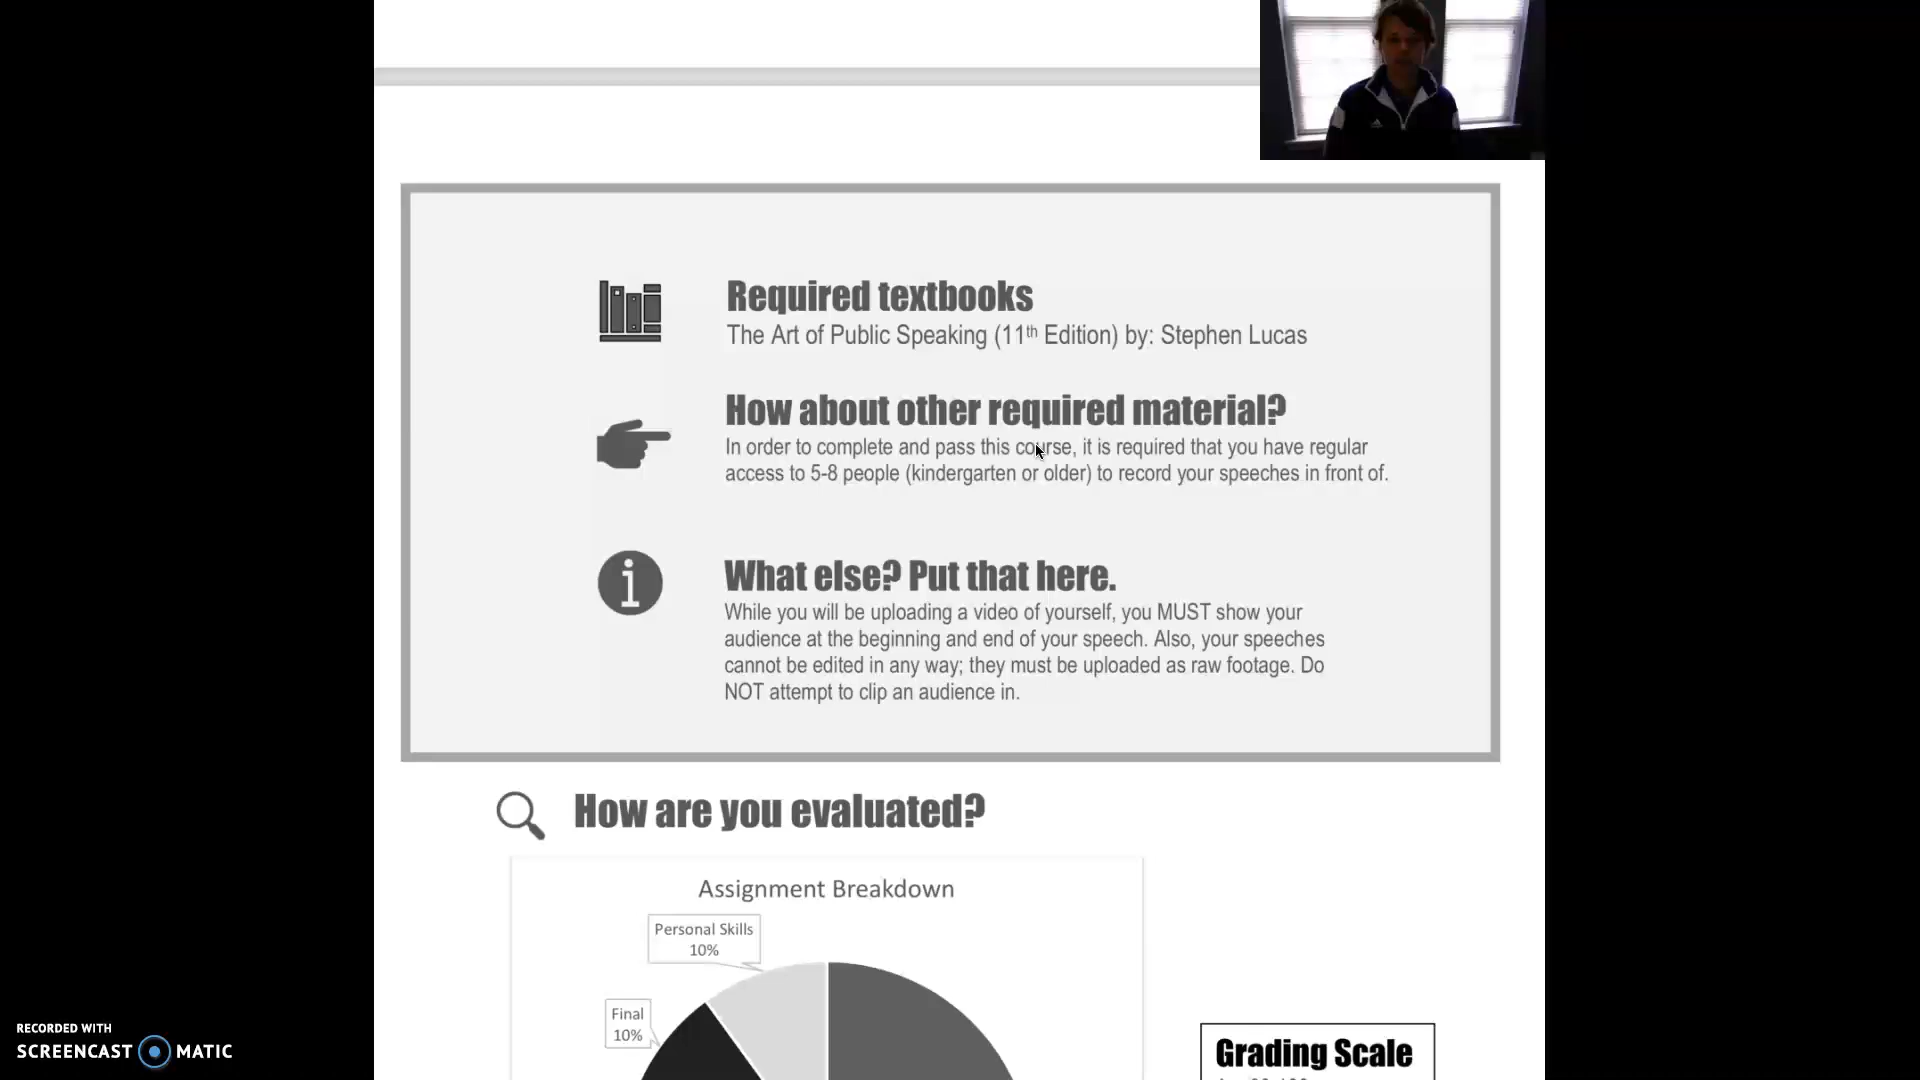 Required textbooks
The Art of Public Speaking (11th Edition) by: Stephen Lucas
How about other required material?
In order to complete and pass this course, it is required that you have regular
access to 5-8 people (kindergarten or older) to record your speeches in front of.
What else? Put that here.
While you will be uploading a video of yourself, you MUST show your
audience at the beginning and end of your speech. Also, your speeches
cannot be edited in any way; they must be uploaded as raw footage. Do
NOT attempt to clip an audience in.
How are you evaluated?
Assignment Breakdown
Personal Skills
10%
Final
10%
Grading Scale
RECORDED WITH
SCREENCAST MATIC